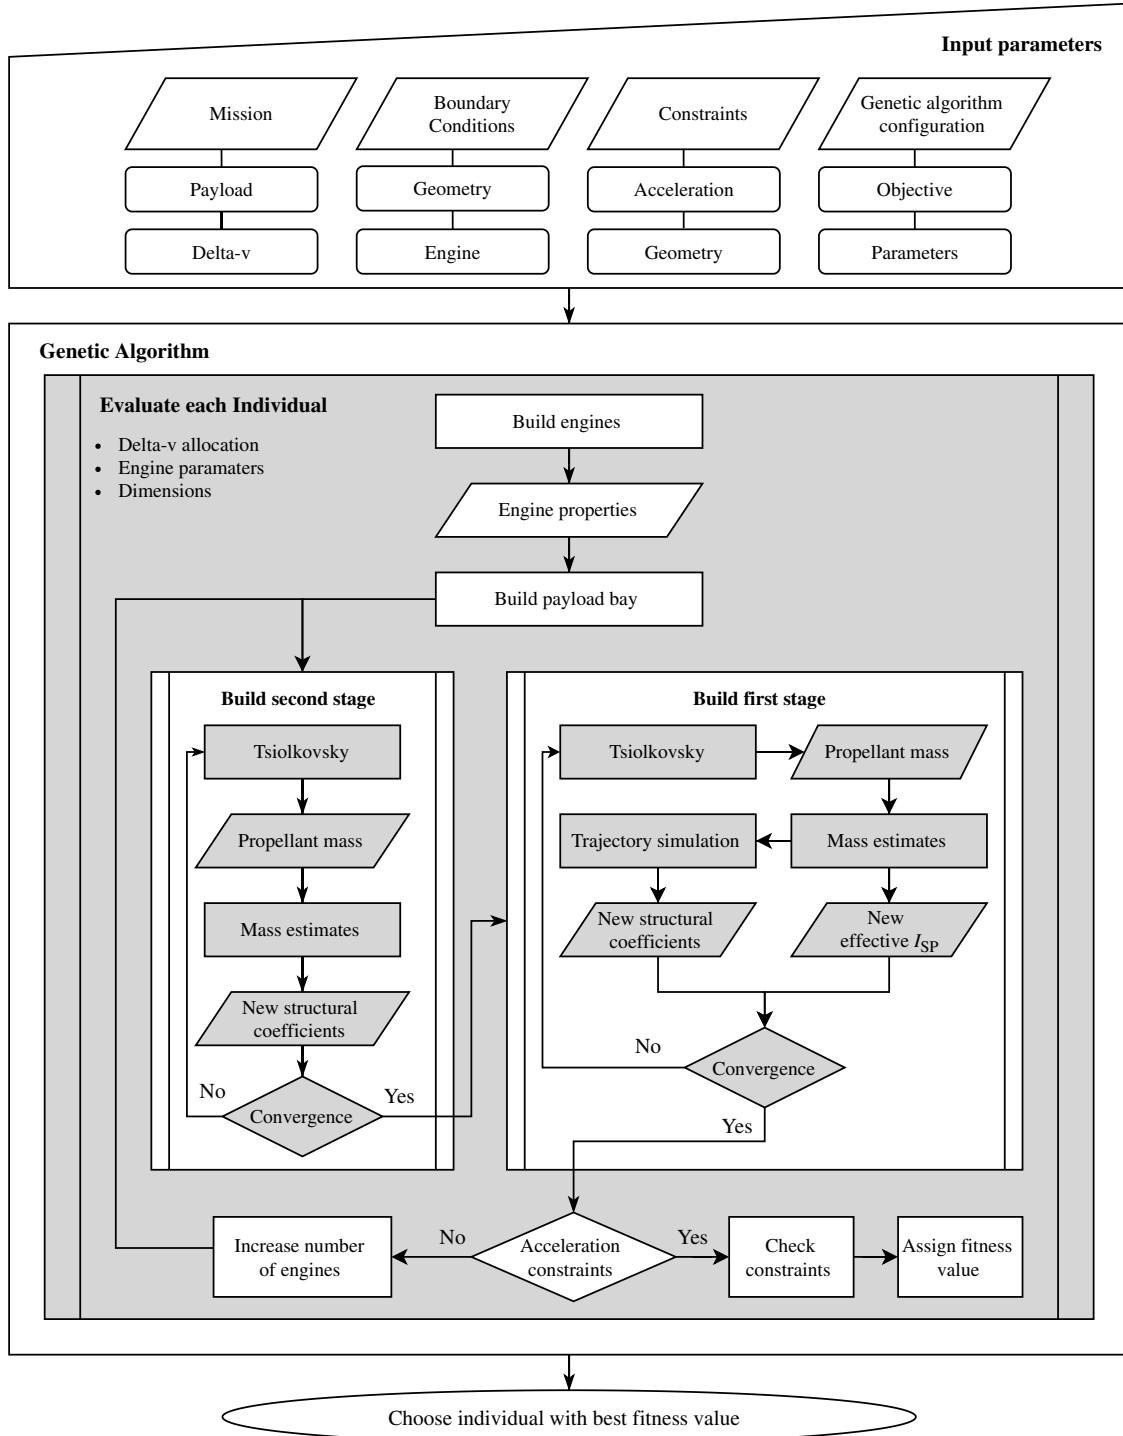 Input parameters
Mission
Boundary
Conditions
Constraints
Genetic algorithm
configuration
Payload
Geometry
Acceleration
Objective
Delta-v
Engine
Geometry
Parameters
Genetic Algorithm
Evaluate each Individual
• Delta-v allocation
• Engine paramaters
• Dimensions
Build engines
Engine properties
Build payload bay
Build second stage
Tsiolkovsky
Propellant mass
Mass estimates
New structural
coefficients
No
Convergence
Yes
Build first stage
Tsiolkovsky
Propellant mass
Trajectory simulation
Mass estimates
New structural
coefficients
New
effective I_SP
No
Convergence
Yes
Increase number
of engines
No
Acceleration
constraints
Yes
Check
constraints
Assign fitness
value
Choose individual with best fitness value